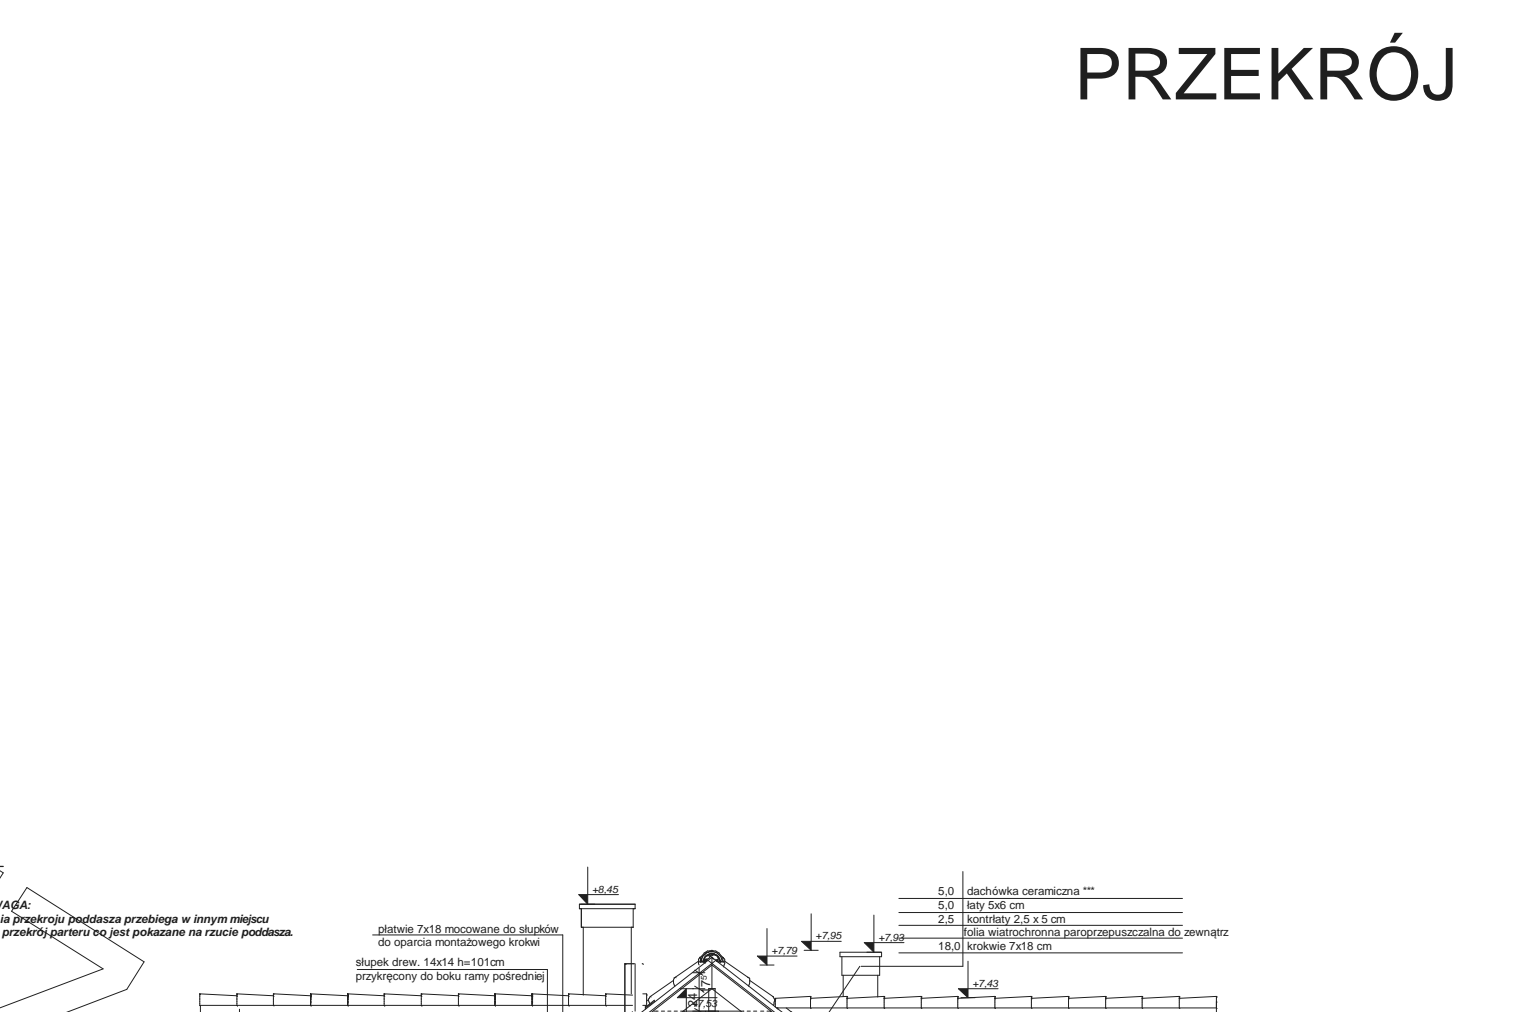 PRZEKRÓJ
+8,45
5,0 dachówka ceramiczna ***
5,0 łaty 5x6 cm
2,5 kontrłaty 2,5 x 5 cm
folia wiatrochronna paroprzepuszczalna do zewnątrz
18,0 krokwie 7x18 cm
przekroju poddasza przebiega w innym miejscu
przekrój parteru co jest pokazane na rzucie poddasza.
płatwie 7x18 mocowane do słupków
do oparcia montażowego krokwi
słupek drew. 14x14 h=101cm
przykręcony do boku ramy pośredniej
+7,95
+7,93
+7,79
+7,43